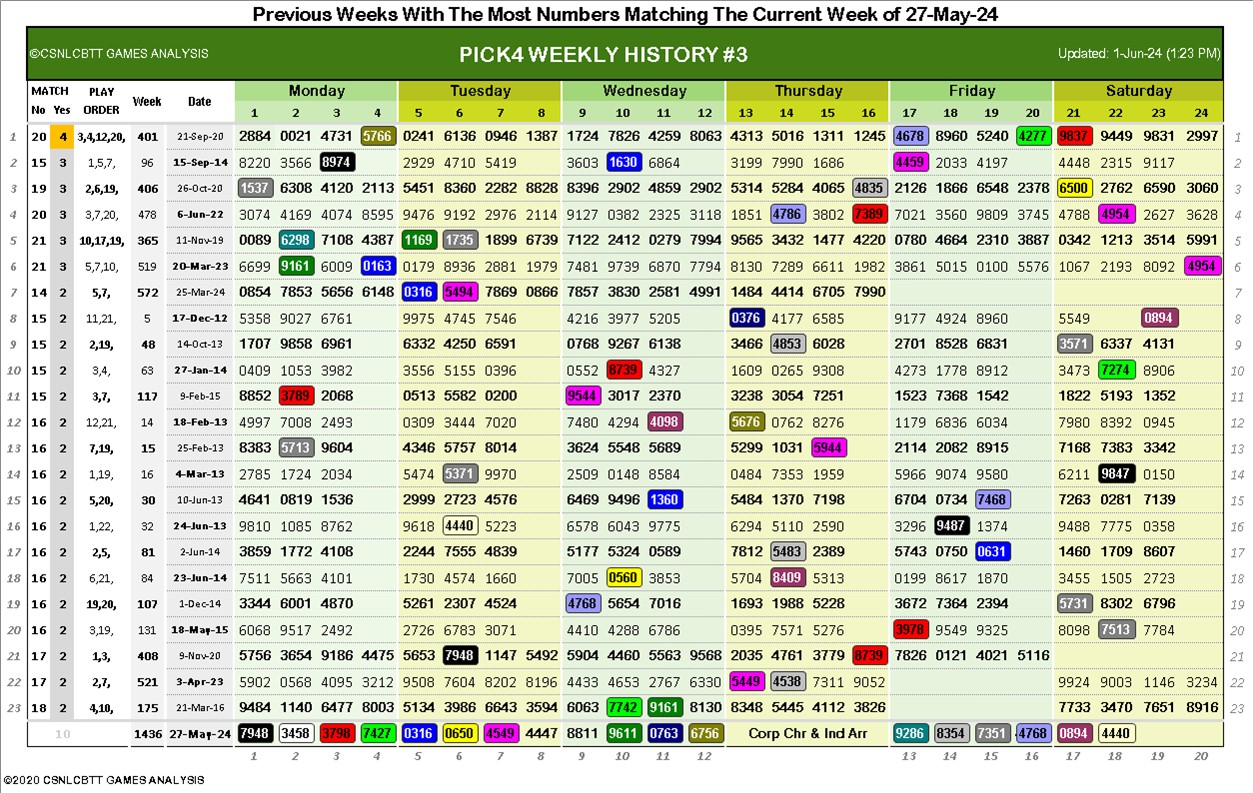 Previous Weeks With The Most Numbers Matching The Current Week of 27-May-24
©CSNLCBTT GAMES ANALYSIS PICK4 WEEKLY HISTORY #3 Updated: 1-Jun-24 (1:23 PM)
MATCH PLAY Week Date Monday Tuesday Wednesday Thursday Friday Saturday
No Yes ORDER 1 2 3 4 5 6 7 8 9 10 11 12 13 14 15 16 17 18 19 20 21 22 23 24
1 20 4 3,4,12,20, 401 21-Sep-20 2884 0021 4731 5766 0241 6136 0946 1387 1724 7826 4259 8063 4313 5016 1311 1245 4678 8960 5240 4277 9837 9449 9831 2997 1
2 15 3 1,5,7, 96 15-Sep-14 8220 3566 8974 2929 4710 5419 3603 1630 6864 3199 7990 1686 4459 2033 4197 4448 2315 9117 2
3 19 3 2,6,19, 406 26-Oct-20 1537 6308 4120 2113 5451 8360 2282 8828 8396 2902 4859 2902 5314 5284 4065 4835 2126 1866 6548 2378 6500 2762 6590 3060 3
4 20 3 3,7,20, 478 6-Jun-22 3074 4169 4074 8595 9476 9192 2976 2114 9127 0382 2325 3118 1851 4786 3802 7389 7021 3560 9809 3745 4788 4954 2627 3628 4
5 21 3 10,17,19, 365 11-Nov-19 0089 6298 7108 4387 1169 1735 1899 6739 7122 2412 0279 7994 9565 3432 1477 4220 0780 4664 2310 3887 0342 1213 3514 5991 5
6 21 3 5,7,10, 519 20-Mar-23 6699 9161 6009 0163 0179 8936 2881 1979 7481 9739 6870 7794 8130 7289 6611 1982 3861 5015 0100 5576 1067 2193 8092 4954 6
7 14 2 5,7, 572 25-Mar-24 0854 7853 5656 6148 0316 5494 7869 0866 7857 3830 2581 4991 1484 4414 6705 7990 7
8 15 2 11,21, 5 17-Dec-12 5358 9027 6761 9975 4745 7546 4216 3977 5205 0376 4177 6585 9177 4924 8960 5549 0894 8
9 15 2 2,19, 48 14-Oct-13 1707 9858 6961 6332 4250 6591 0768 9267 6138 3466 4853 6028 2701 8528 6831 3571 6337 4131 9
10 15 2 3,4, 63 27-Jan-14 0409 1053 3982 3556 5155 0396 0552 8739 4327 1609 0265 9308 4273 1778 8912 3473 7274 8906 10
11 15 2 3,7, 117 9-Feb-15 8852 3789 2068 0513 5582 0200 9544 3017 2370 3238 3054 7251 1523 7368 1542 1822 5193 1352 11
12 16 2 12,21, 14 18-Feb-13 4997 7008 2493 0309 3444 7020 7480 4294 4098 5676 0762 8276 1179 6836 6034 7980 8392 0945 12
13 16 2 7,19, 15 25-Feb-13 8383 5713 9604 4346 5757 8014 3624 5548 5689 5299 1031 5944 2114 2082 8915 7168 7383 3342 13
14 16 2 1,19, 16 4-Mar-13 2785 1724 2034 5474 5371 9970 2509 0148 8584 0484 7353 1959 5966 9074 9580 6211 9847 0150 14
15 16 2 5,20, 30 10-Jun-13 4641 0819 1536 2999 2723 4576 6469 9496 1360 5484 1370 7198 6704 0734 7468 7263 0281 7139 15
16 16 2 1,22, 32 24-Jun-13 9810 1085 8762 9618 4440 5223 6578 6043 9775 6294 5110 2590 3296 9487 1374 9488 7775 0358 16
17 16 2 2,5, 81 2-Jun-14 3859 1772 4108 2244 7555 4839 5177 5324 0589 7812 5483 2389 5743 0750 0631 1460 1709 8607 17
18 16 2 6,21, 84 23-Jun-14 7511 5663 4101 1730 4574 1660 7005 0560 3853 5704 8409 5313 0199 8617 1870 3455 1505 2723 18
19 16 2 19,20, 107 1-Dec-14 3344 6001 4870 5261 2307 4524 4768 5654 7016 1693 1988 5228 3672 7364 2394 5731 8302 6796 19
20 16 2 3,19, 131 18-May-15 6068 9517 2492 2726 6783 3071 4410 4288 6786 0395 7571 5276 3978 9549 9325 8098 7513 7784 20
21 17 2 1,3, 408 9-Nov-20 5756 3654 9186 4475 5653 7948 1147 5492 5904 4460 5563 9568 2035 4761 3779 8739 7826 0121 4021 5116 21
22 17 2 2,7, 521 3-Apr-23 5902 0568 4095 3212 9508 7604 8202 8196 4433 4653 2767 6330 5449 4538 7311 9052 9924 9003 1146 3234 22
23 18 2 4,10, 175 21-Mar-16 9484 1140 6477 8003 5134 3986 6643 3594 6063 7742 9161 8130 8348 5445 4112 3826 7733 3470 7651 8916 23
10 1436 27-May-24 7948 3458 3798 7427 0316 0650 4549 4447 8811 9611 0763 6756 Corp Chr & Ind Arr 9286 8354 7351 4768 0894 4440
1 2 3 4 5 6 7 8 9 10 11 12 13 14 15 16 17 18 19 20
©2020 CSNLCBTT GAMES ANALYSIS